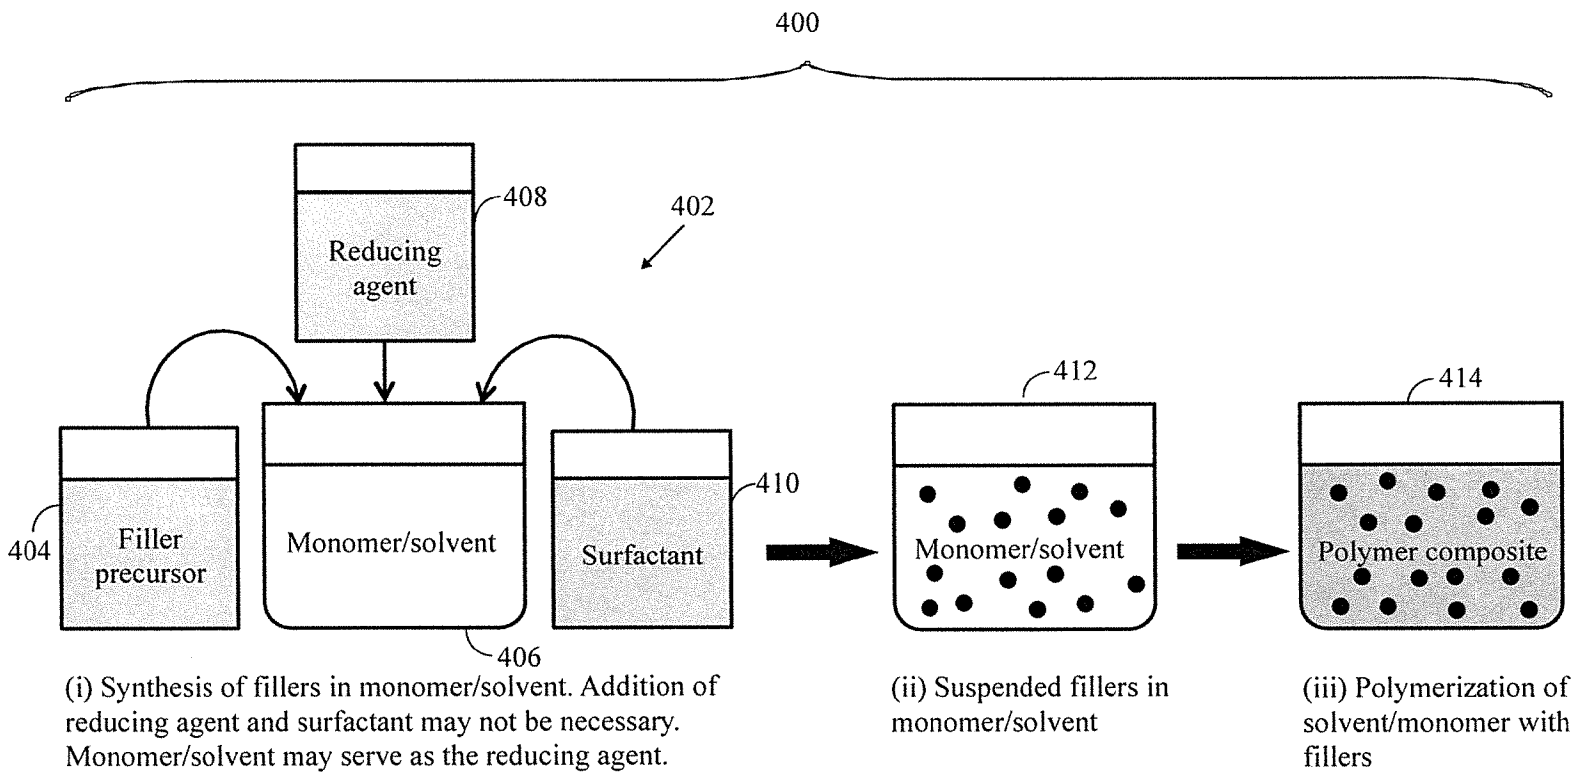 400
408
402
Reducing
agent
412
414
404
Filler
precursor
Monomer/solvent
410
Surfactant
Monomer/solvent
Polymer composite
406
(i) Synthesis of fillers in monomer/solvent. Addition of
reducing agent and surfactant may not be necessary.
Monomer/solvent may serve as the reducing agent.
(ii) Suspended fillers in
monomer/solvent
(iii) Polymerization of
solvent/monomer with
fillers